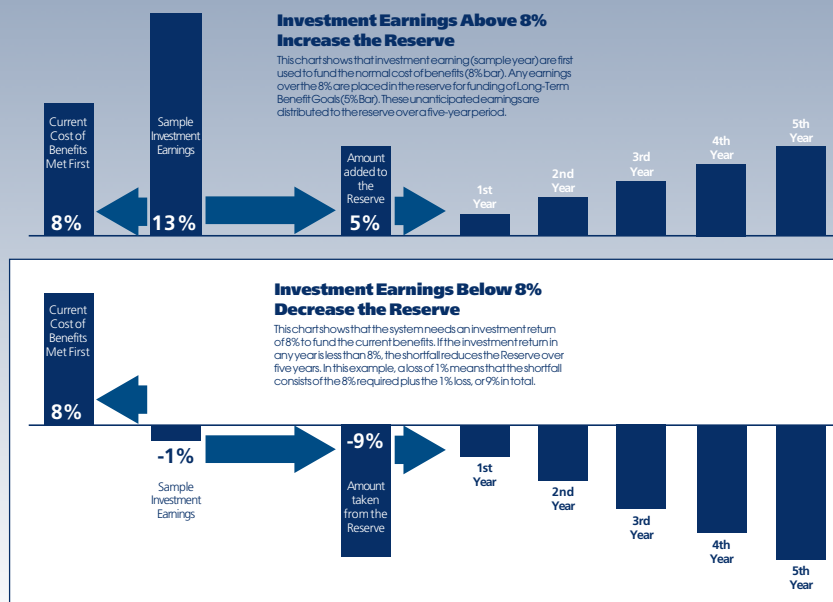 Investment Earnings Above 8%
Increase the Reserve
This chart shows that investment earning (sample year) are first
used to fund the normal cost of benefits (8% bar). Any earnings
over the 8% are placed in the reserve for funding of Long-Term
Benefit Goals (5% Bar). These unanticipated earnings are
distributed to the reserve over a five-year period.
Current
Cost of
Benefits
Met First
8%
Sample
Investment
Earnings
13%
Amount
added to
the
Reserve
5%
1st
Year
2nd
Year
3rd
Year
4th
Year
5th
Year
Investment Earnings Below 8%
Decrease the Reserve
This chart shows that the system needs an investment return
of 8% to fund the current benefits. If the investment return in
any year is less than 8%, the shortfall reduces the Reserve over
five years. In this example, a loss of 1% means that the shortfall
consists of the 8% required plus the 1% loss, or 9% in total.
Current
Cost of
Benefits
Met First
8%
-1%
Sample
Investment
Earnings
-9%
Amount
taken
from the
Reserve
1st
Year
2nd
Year
3rd
Year
4th
Year
5th
Year